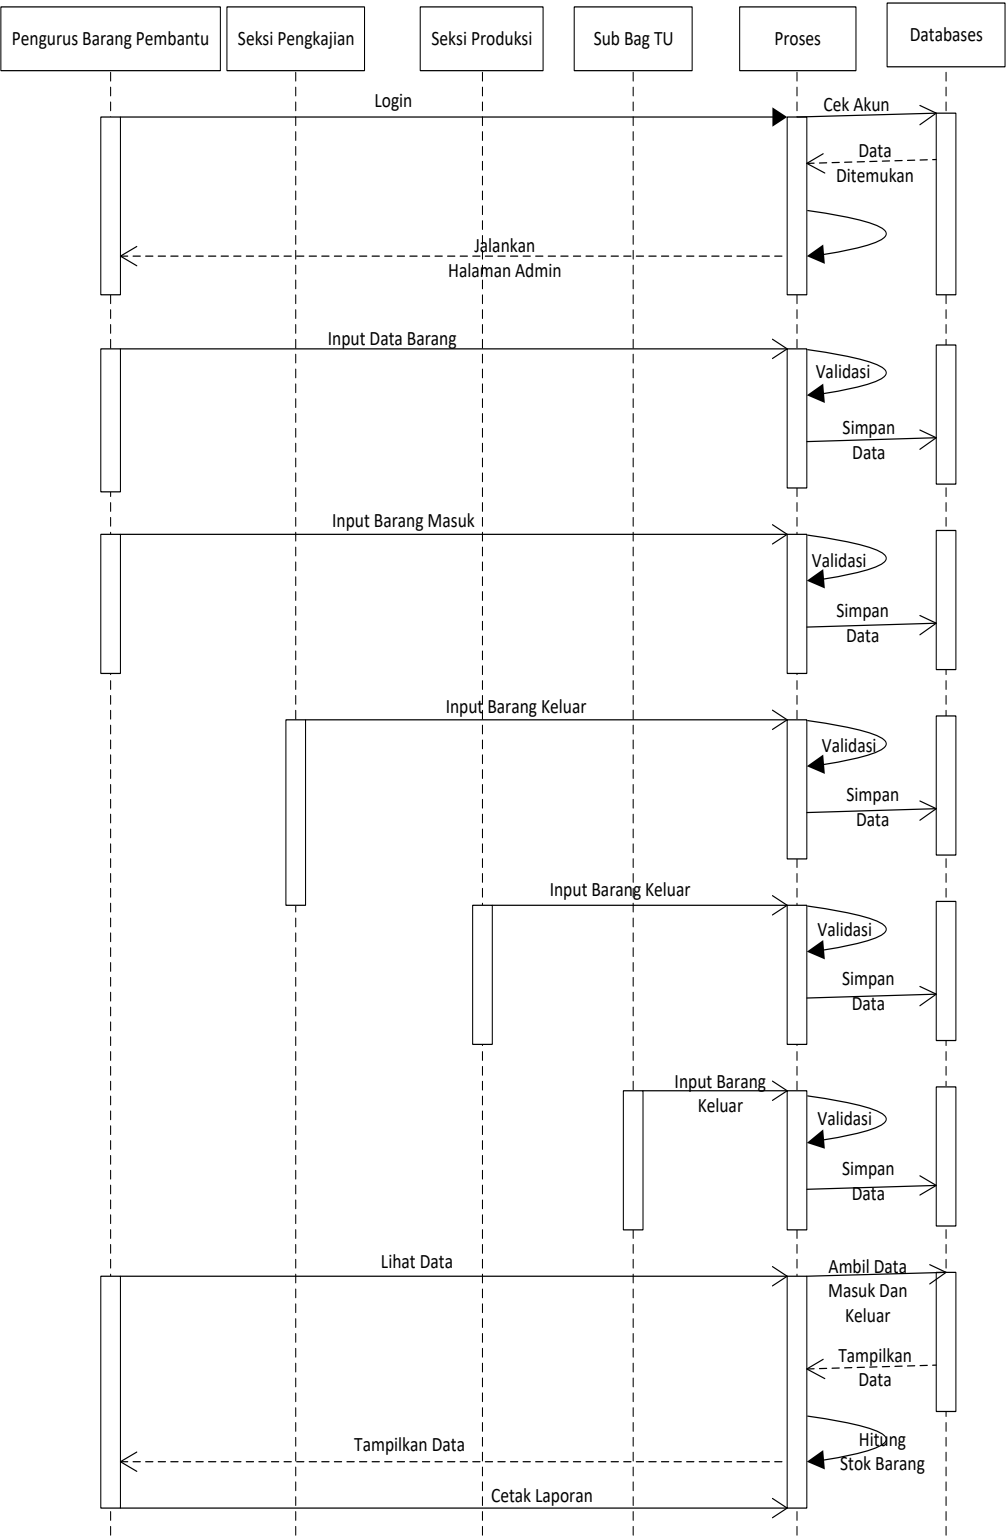 Pengurus Barang Pembantu
Seksi Pengkajian
Seksi Produksi
Sub Bag TU
Proses
Databases
Login
Cek Akun
Data
Ditemukan
Jalankan
Halaman Admin
Input Data Barang
Validasi
Simpan
Data
Input Barang Masuk
Validasi
Simpan
Data
Input Barang Keluar
Validasi
Simpan
Data
Input Barang Keluar
Validasi
Simpan
Data
Input Barang
Keluar
Validasi
Simpan
Data
Lihat Data
Ambil Data
Masuk Dan
Keluar
Tampilkan
Data
Hitung
Stok Barang
Tampilkan Data
Cetak Laporan